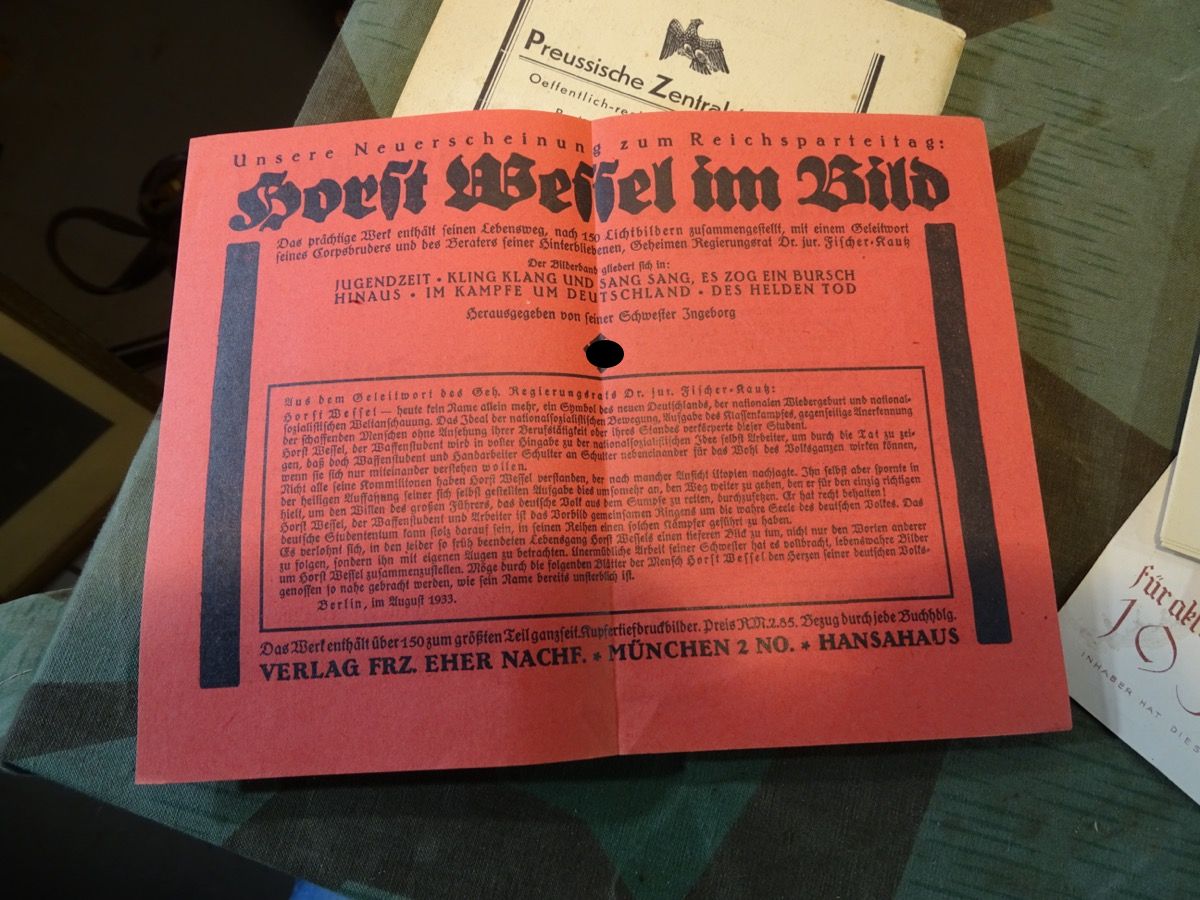 Preussische Zentral
Oeffentlich-re
Unsere Neuerscheinung zum Reichsparteitag:
Horst Wessel im Bild
Das prächtige Werk enthält seinen Lebensweg, nach 150 Lichtbildern zusammengestellt, mit einem Geleitwort
seines Corpsbruders und des Beraters seiner Hinterbliebenen, Geheimen Regierungsrat Dr. jur. Fischer-Kautz
Der Bilderband gliedert sich in:
JUGENDZEIT • KLING KLANG UND SANG SANG, ES ZOG EIN BURSCH
HINAUS • IM KAMPFE UM DEUTSCHLAND • DES HELDEN TOD
Herausgegeben von seiner Schwester Ingeborg
Aus dem Geleitwort des Geh. Regierungsrats Dr. jur. Fischer-Kautz:
Horst Wessel — heute kein Name allein mehr, ein Symbol des neuen Deutschlands, der nationalen Wiedergeburt und national-
sozialistischen Weltanschauung. Das Ideal der nationalsozialistischen Bewegung, Aufgabe des Klassenkampfes, gegenseitige Anerkennung
der schaffenden Menschen ohne Ansehung ihrer Berufstätigkeit oder ihres Standes verkörperte dieser Student.
Horst Wessel, der Waffenstudent wird in voller Hingabe zu der nationalsozialistischen Idee selbst Arbeiter, um durch die Tat zu zei-
gen, daß doch Waffenstudent und Handarbeiter Schulter an Schulter nebeneinander für das Wohl des Volksganzen wirken können,
wenn sie sich nur miteinander verstehen wollen.
Nicht alle seine Kommilitonen haben Horst Wessel verstanden, der nach mancher Ansicht Utopien nachjagte. Ihn selbst aber spornte in
der heiligen Auffassung seiner sich selbst gestellten Aufgabe dies umsomehr an, den Weg weiter zu gehen, den er für den einzig richtigen
hielt, um den Willen des großen Führers, das deutsche Volk aus dem Sumpfe zu retten, durchzusetzen. Er hat recht behalten!
Horst Wessel, der Waffenstudent und Arbeiter ist das Vorbild gemeinsamen Ringens um die wahre Seele des deutschen Volkes. Das
deutsche Studententum kann stolz darauf sein, in seinen Reihen einen solchen Kämpfer geführt zu haben.
Es verlohnt sich, in den leider so früh beendeten Lebensgang Horst Wessels einen tieferen Blick zu tun, nicht nur den Worten anderer
zu folgen, sondern ihn mit eigenen Augen zu betrachten. Unermüdliche Arbeit seiner Schwester hat es vollbracht, lebenswahre Bilder
um Horst Wessel zusammenzustellen. Möge durch die folgenden Blätter der Mensch Horst Wessel den Herzen seiner deutschen Volks-
genossen so nahe gebracht werden, wie sein Name bereits unsterblich ist.
Berlin, im August 1933.
Das Werk enthält über 150 zum größten Teil ganzseit. Kupfertiefdruckbilder. Preis RM. 2.85. Bezug durch jede Buchhdlg.
VERLAG FRZ. EHER NACHF. * MÜNCHEN 2 NO. * HANSAHAUS
für
19
INHABER HAT DIES